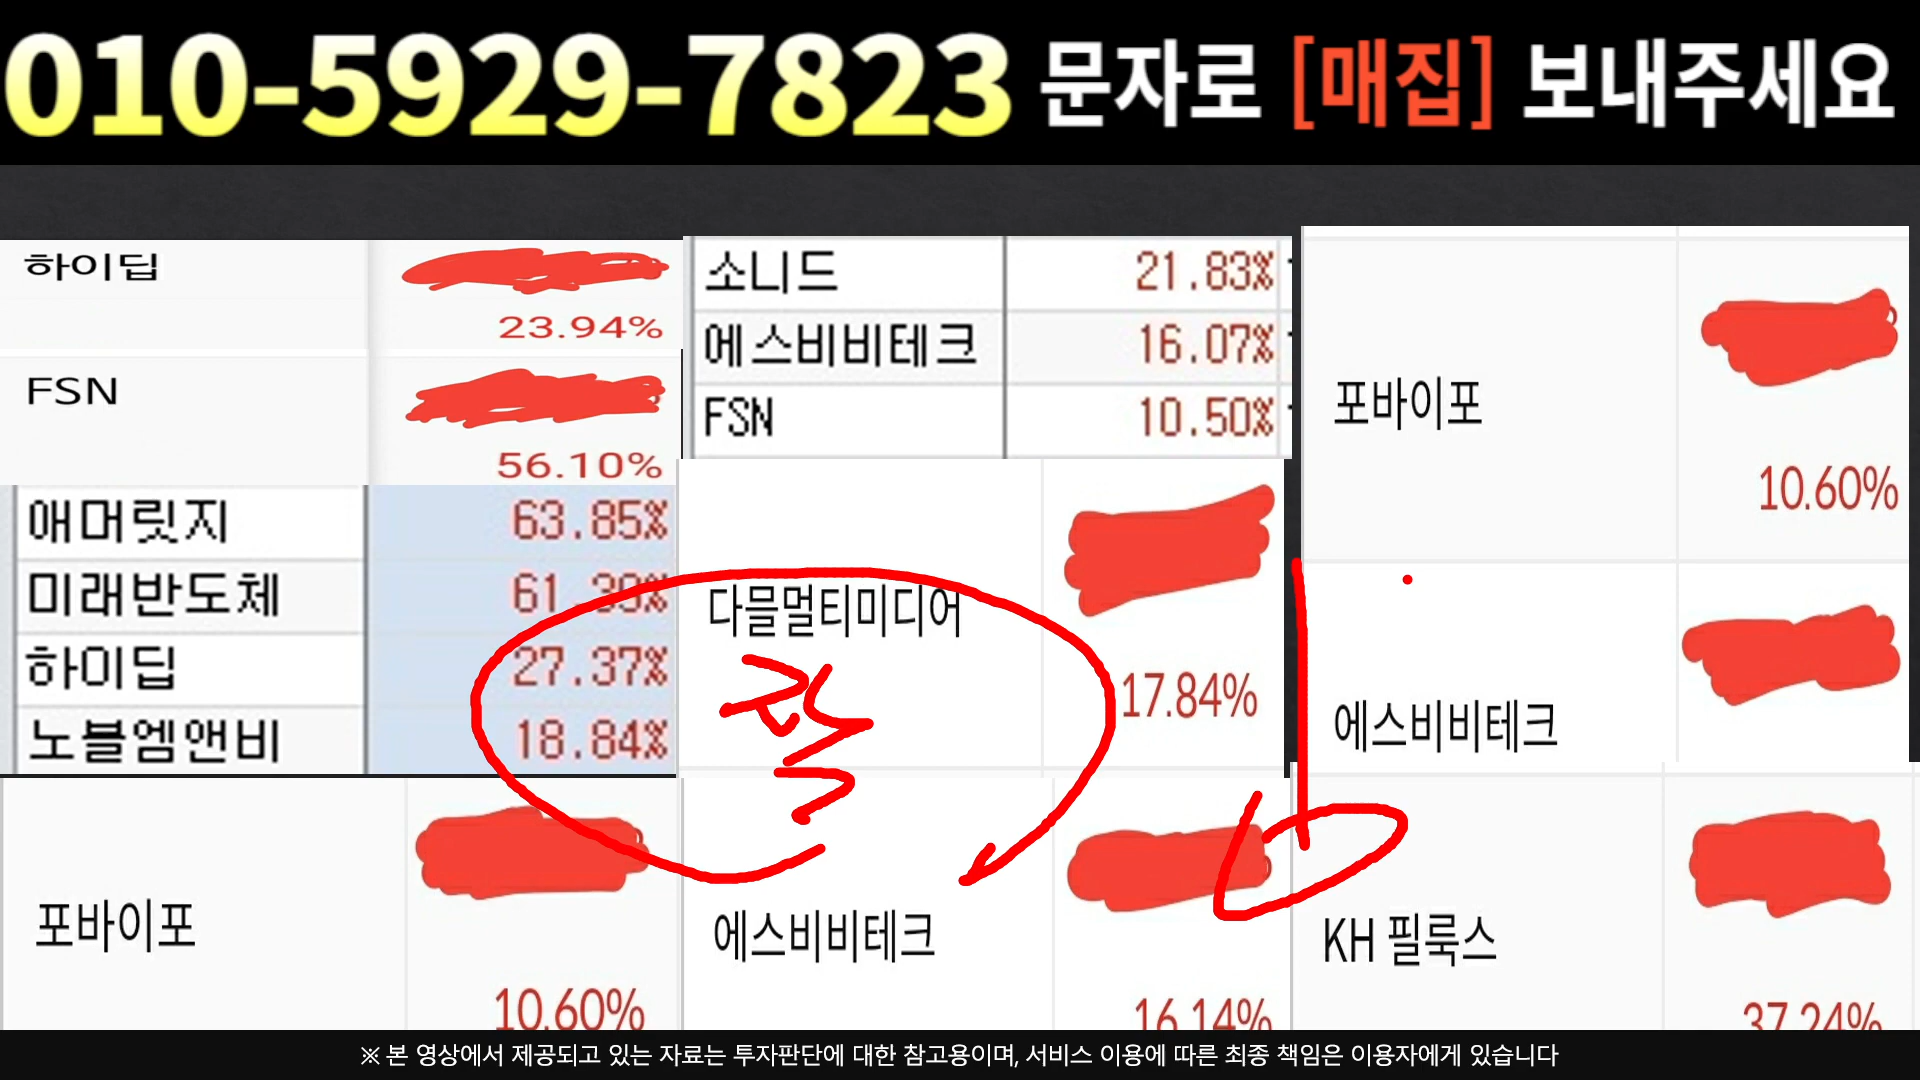 010-5929-7823 문자로 [매집] 보내주세요
하이딥
23.94%
FSN
56.10%
애머릿지 63.85%
미래반도체 61.39%
하이딥 27.37%
노블엠앤비 18.84%
소니드 21.83%
에스비비테크 16.07%
FSN 10.50%
다믈멀티미디어
17.84%
포바이포
10.60%
에스비비테크
포바이포
10.60%
에스비비테크
16.14%
KH 필룩스
37.24%
※ 본 영상에서 제공되고 있는 자료는 투자판단에 대한 참고용이며, 서비스 이용에 따른 최종 책임은 이용자에게 있습니다